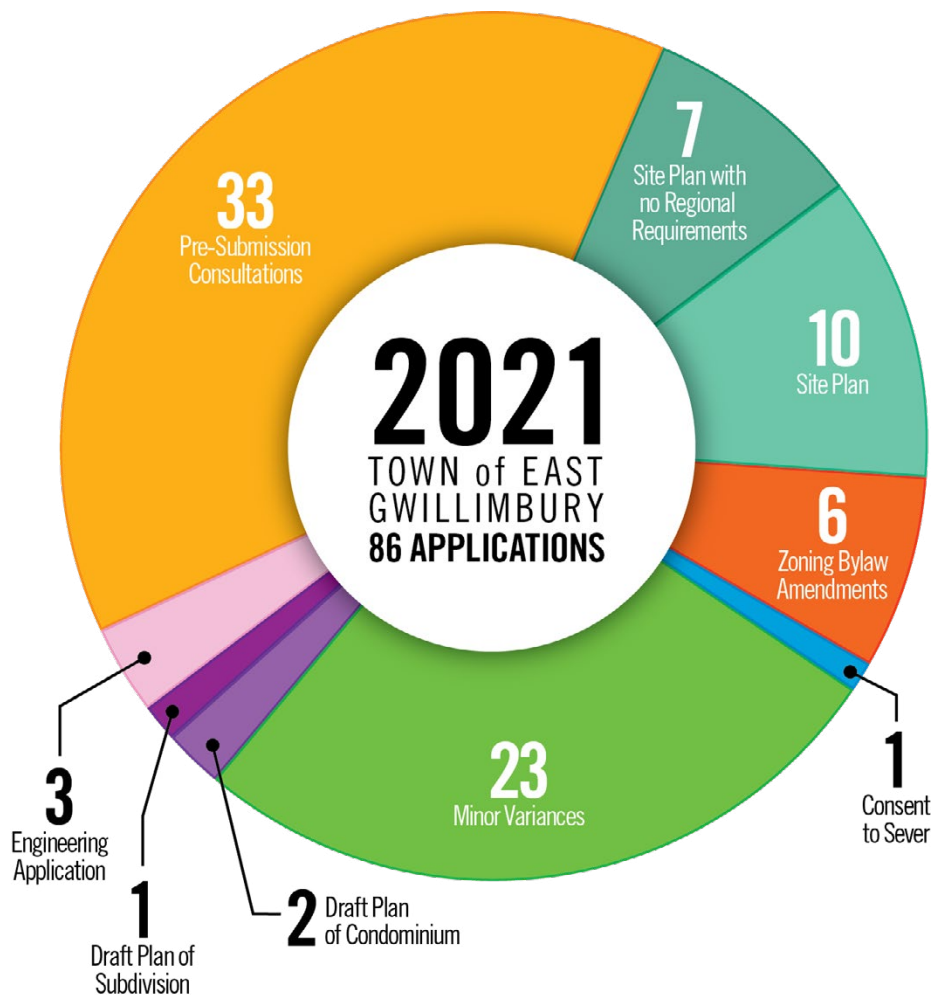 33
Pre-Submission
Consultations
7
Site Plan with
no Regional
Requirements
10
Site Plan
2021
TOWN of EAST
GWILLIMBURY
86 APPLICATIONS
6
Zoning Bylaw
Amendments
1
Consent
to Sever
23
Minor Variances
2 Draft Plan
of Condominium
1
Draft Plan of
Subdivision
3
Engineering
Application